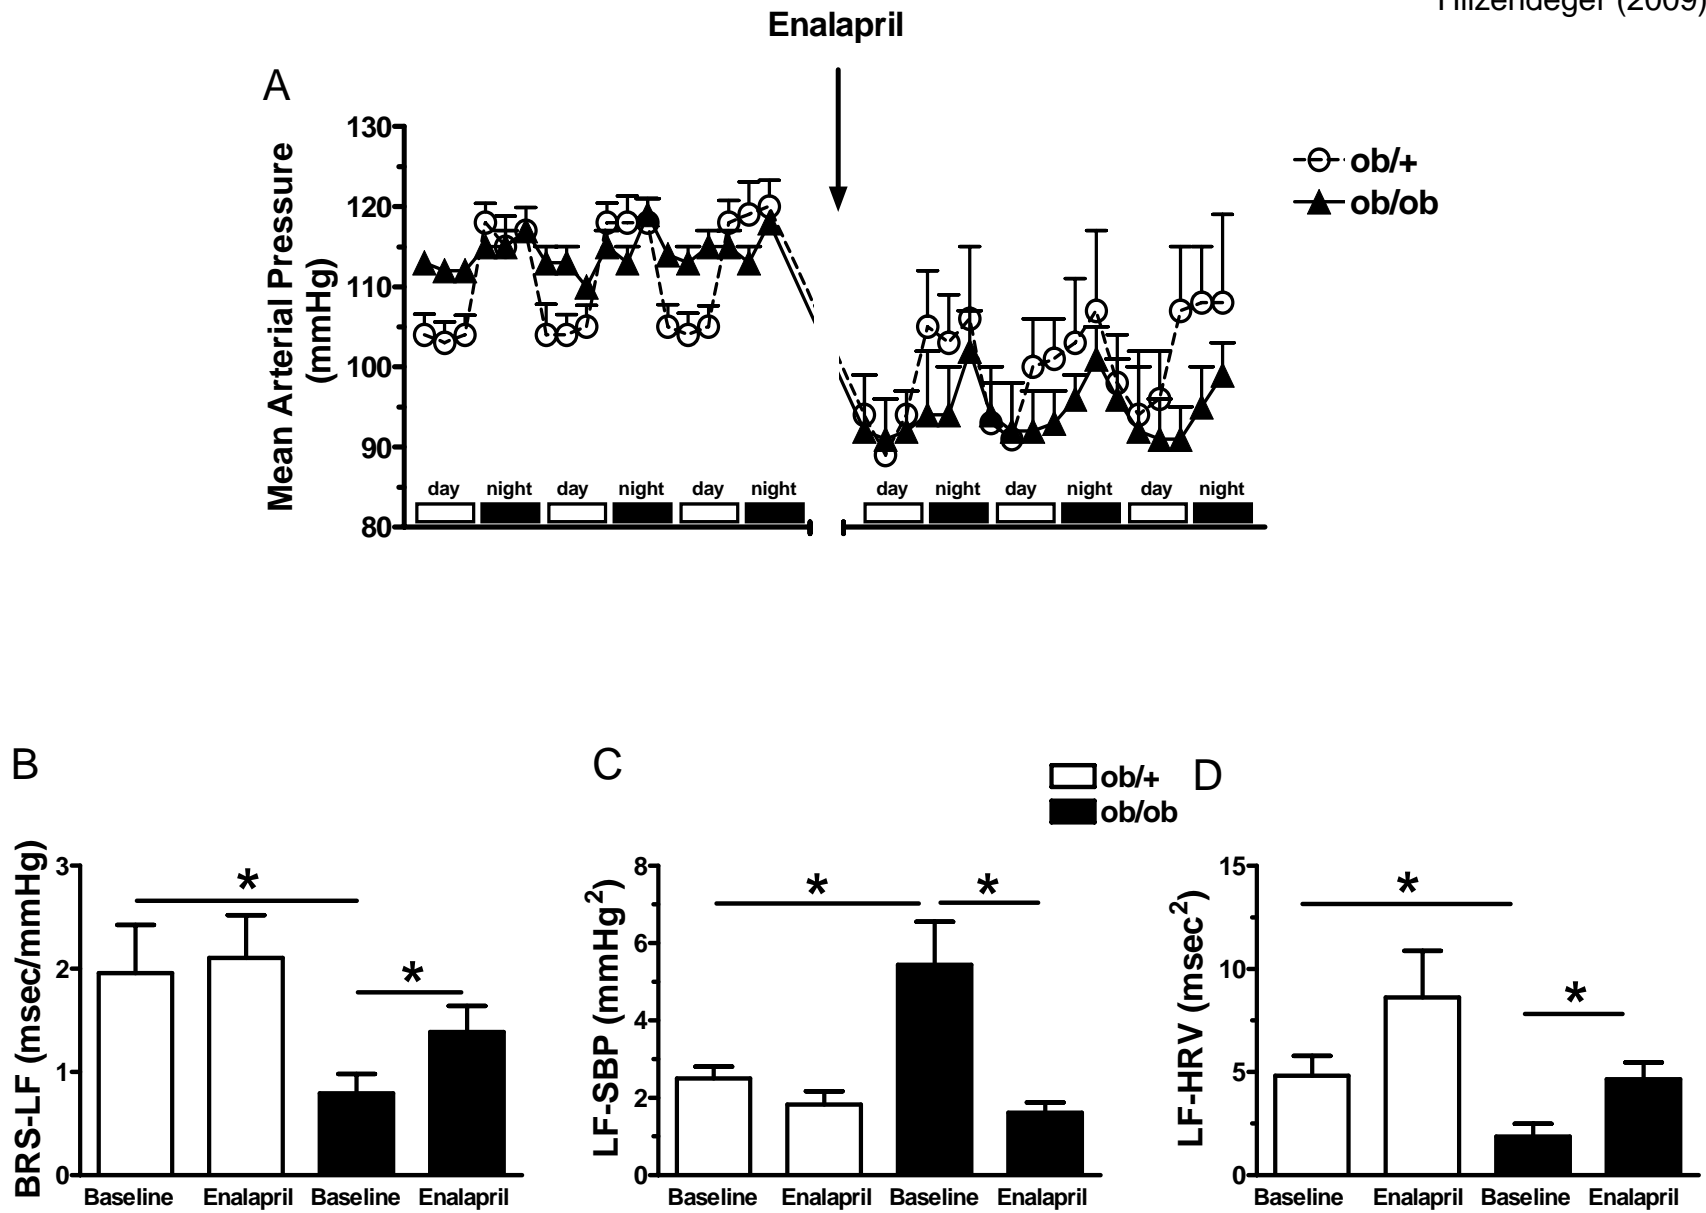 (2009)
Enalapril
A
Mean Arterial Pressure
(mmHg)
130
120
110
100
90
80
ob/+
ob/ob
day night day night day night day night day night day night
B
C
D
ob/+
ob/ob
BRS-LF (msec/mmHg)
3
2
1
0
*
*
Baseline Enalapril Baseline Enalapril
LF-SBP (mmHg2)
8
6
4
2
0
*
*
Baseline Enalapril Baseline Enalapril
LF-HRV (msec2)
15
10
5
0
*
*
Baseline Enalapril Baseline Enalapril